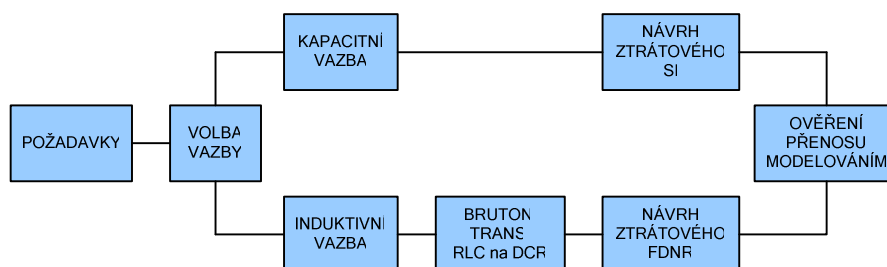 KAPACITNÍ
VAZBA
NÁVRH
ZTRÁTOVÉHO
SI
POŽADAVKY
VOLBA
VAZBY
OVĚŘENÍ
PŘENOSU
MODELOVÁNÍM
INDUKTIVNÍ
VAZBA
BRUTON
TRANS
RLC na DCR
NÁVRH
ZTRÁTOVÉHO
FDNR